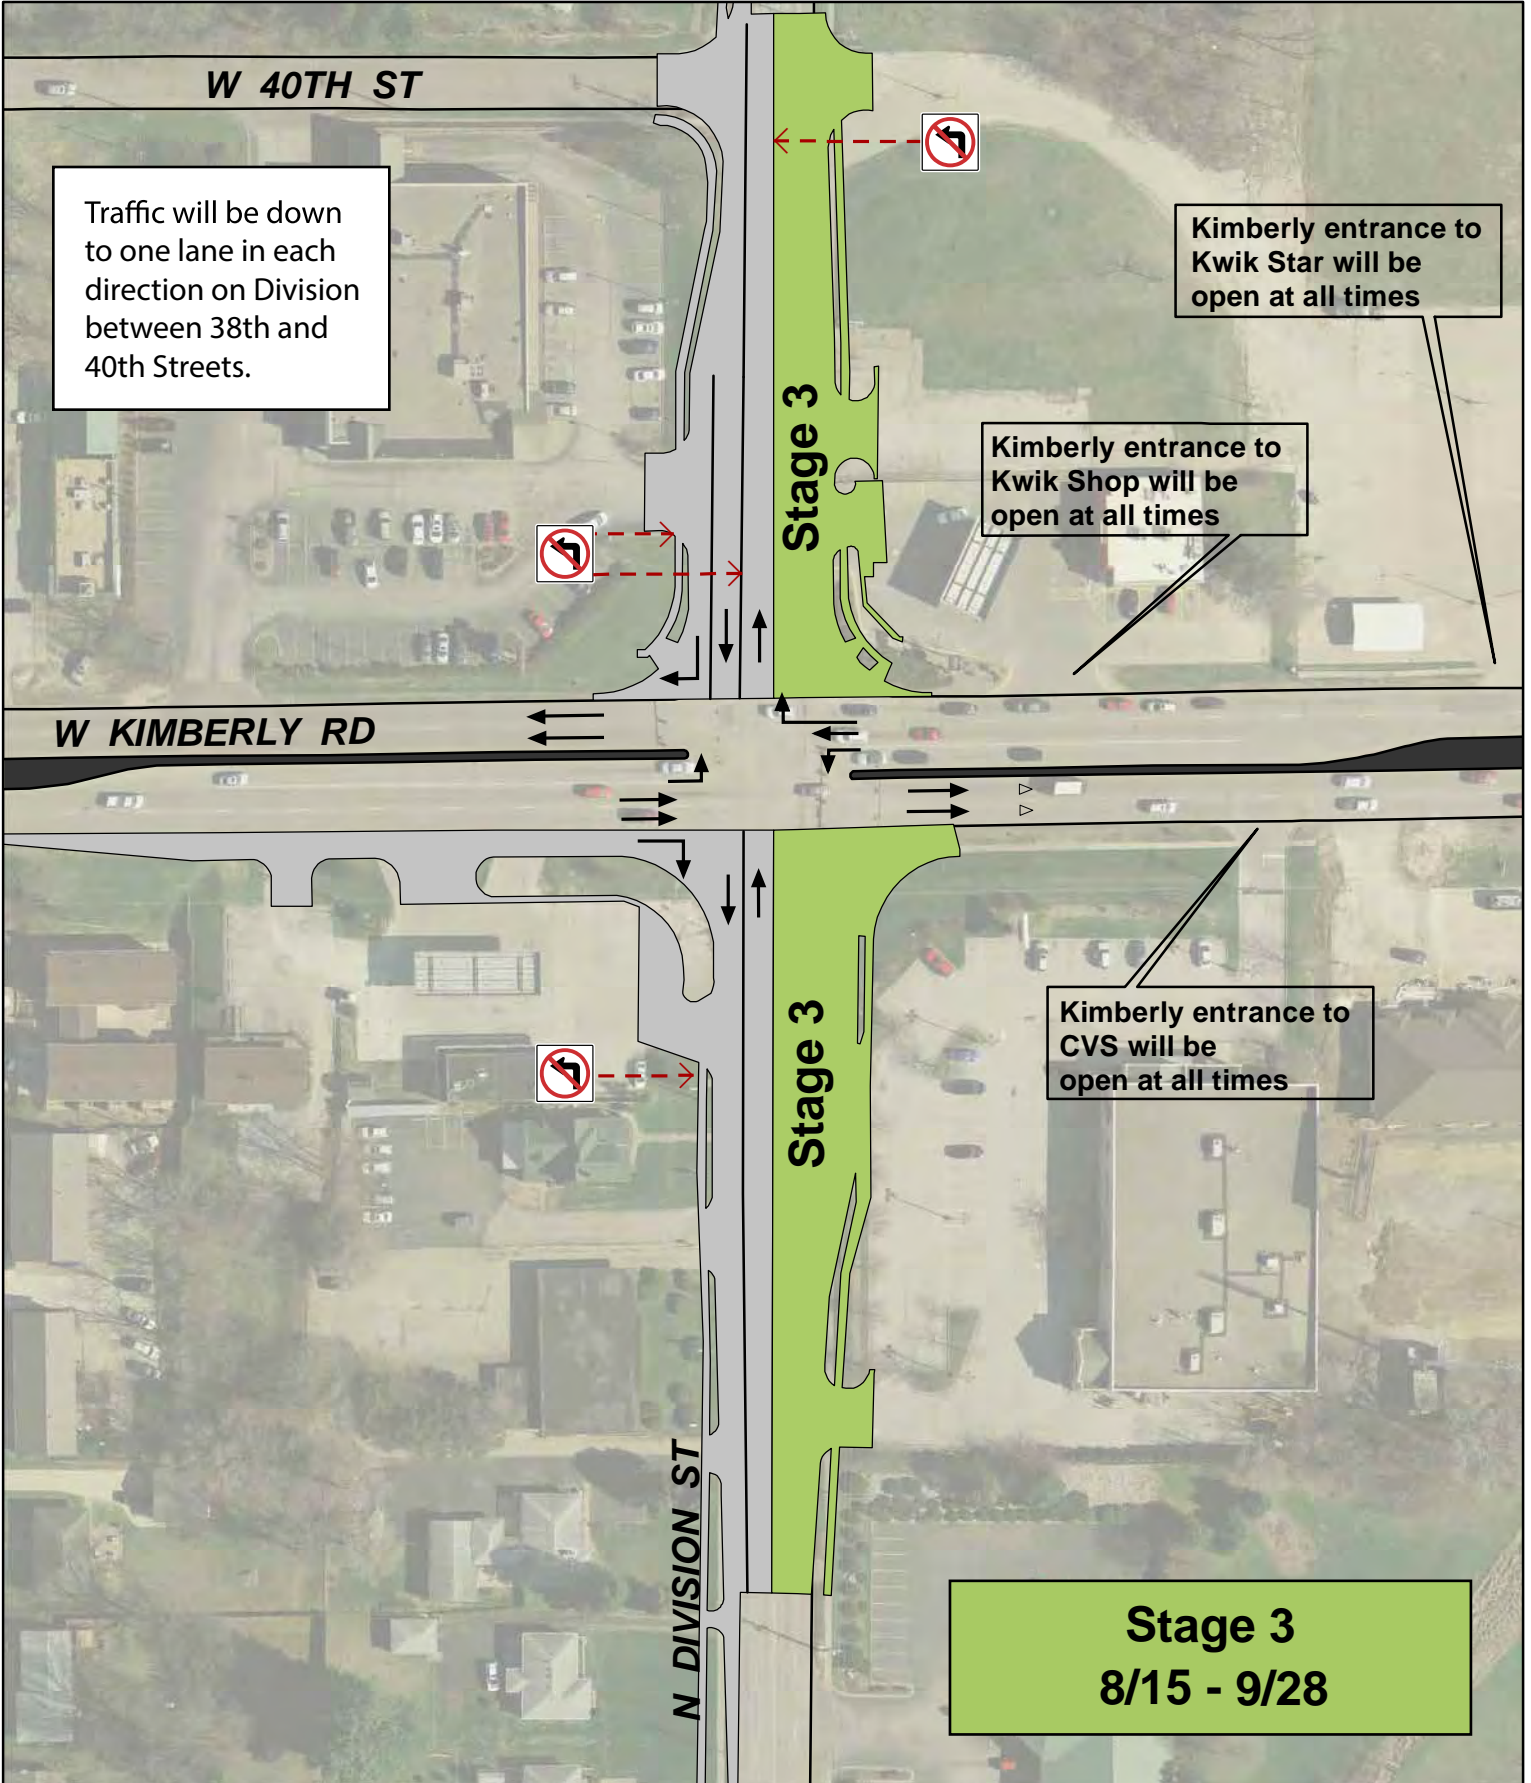 W 40TH ST
Traffic will be down
to one lane in each
direction on Division
between 38th and
40th Streets.
Kimberly entrance to
Kwik Star will be
open at all times
Stage 3
Kimberly entrance to
Kwik Shop will be
open at all times
W KIMBERLY RD
Kimberly entrance to
CVS will be
open at all times
Stage 3
N DIVISION ST
Stage 3
8/15 - 9/28